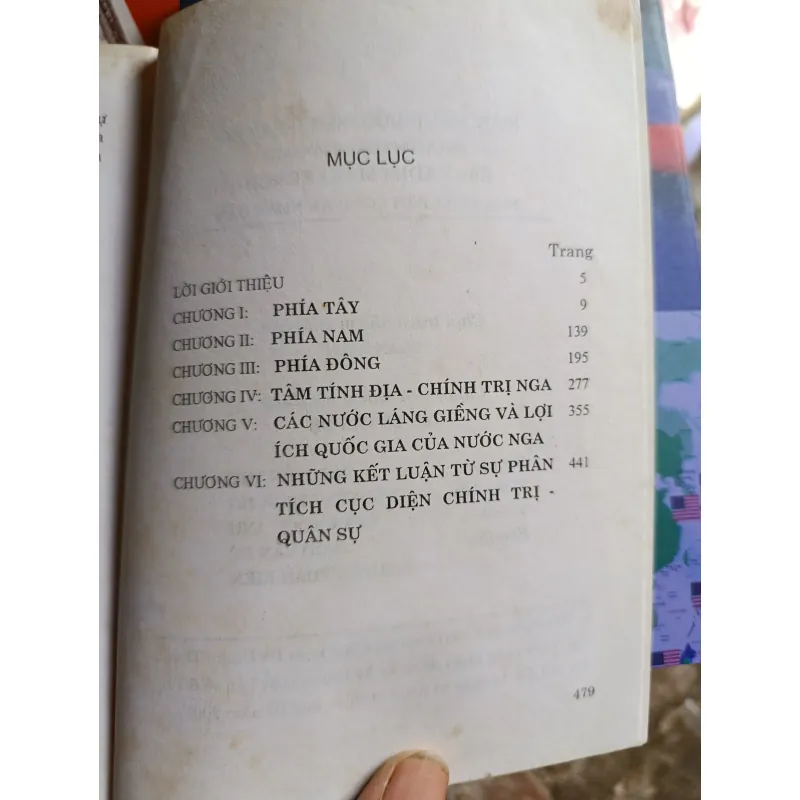 MỤC LỤC
Trang
LỜI GIỚI THIỆU 5
CHƯƠNG I: PHÍA TÂY 9
CHƯƠNG II: PHÍA NAM 139
CHƯƠNG III: PHÍA ĐÔNG 195
CHƯƠNG IV: TÂM TÍNH ĐỊA - CHÍNH TRỊ NGA 277
CHƯƠNG V: CÁC NƯỚC LÁNG GIỀNG VÀ LỢI 355
ÍCH QUỐC GIA CỦA NƯỚC NGA
CHƯƠNG VI: NHỮNG KẾT LUẬN TỪ SỰ PHÂN 441
TÍCH CỤC DIỆN CHÍNH TRỊ -
QUÂN SỰ
479